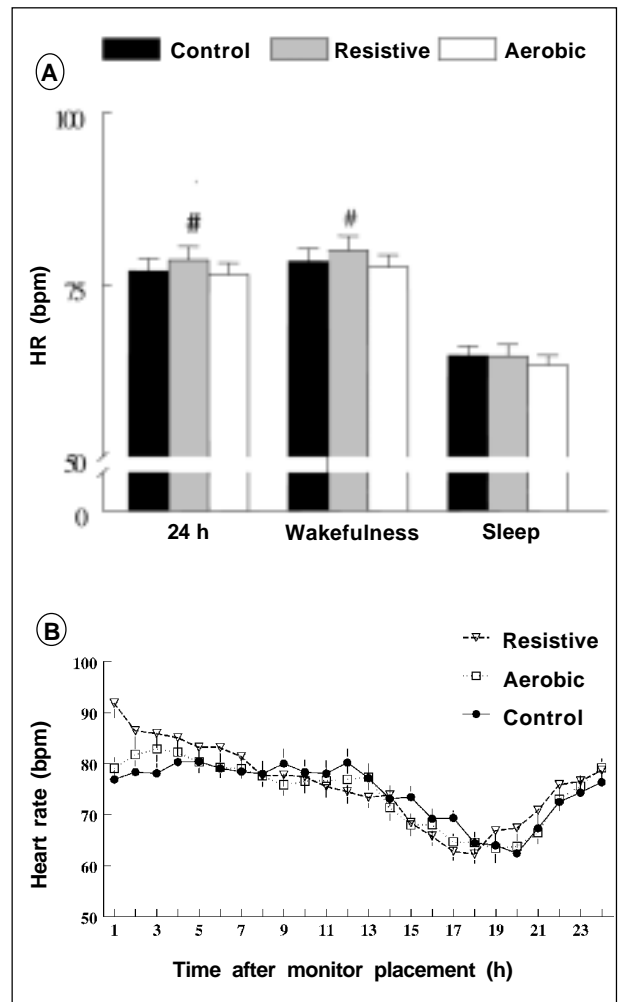 Control Resistive Aerobic
A
100
# #
75
50
0
HR (bpm)
24 h Wakefulness Sleep
B
Resistive
Aerobic
Control
100
90
80
70
60
50
Heart rate (bpm)
1 3 5 7 9 11 13 15 17 19 21 23
Time after monitor placement (h)